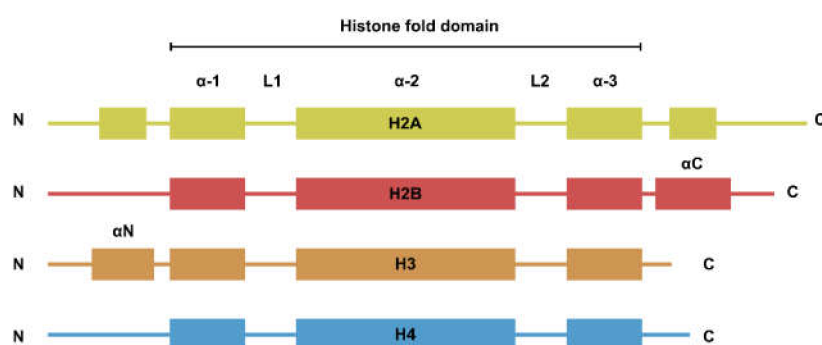 Histone fold domain
α-1 L1 α-2 L2 α-3
N H2A C
αC
N H2B C
αN
N H3 C
N H4 C